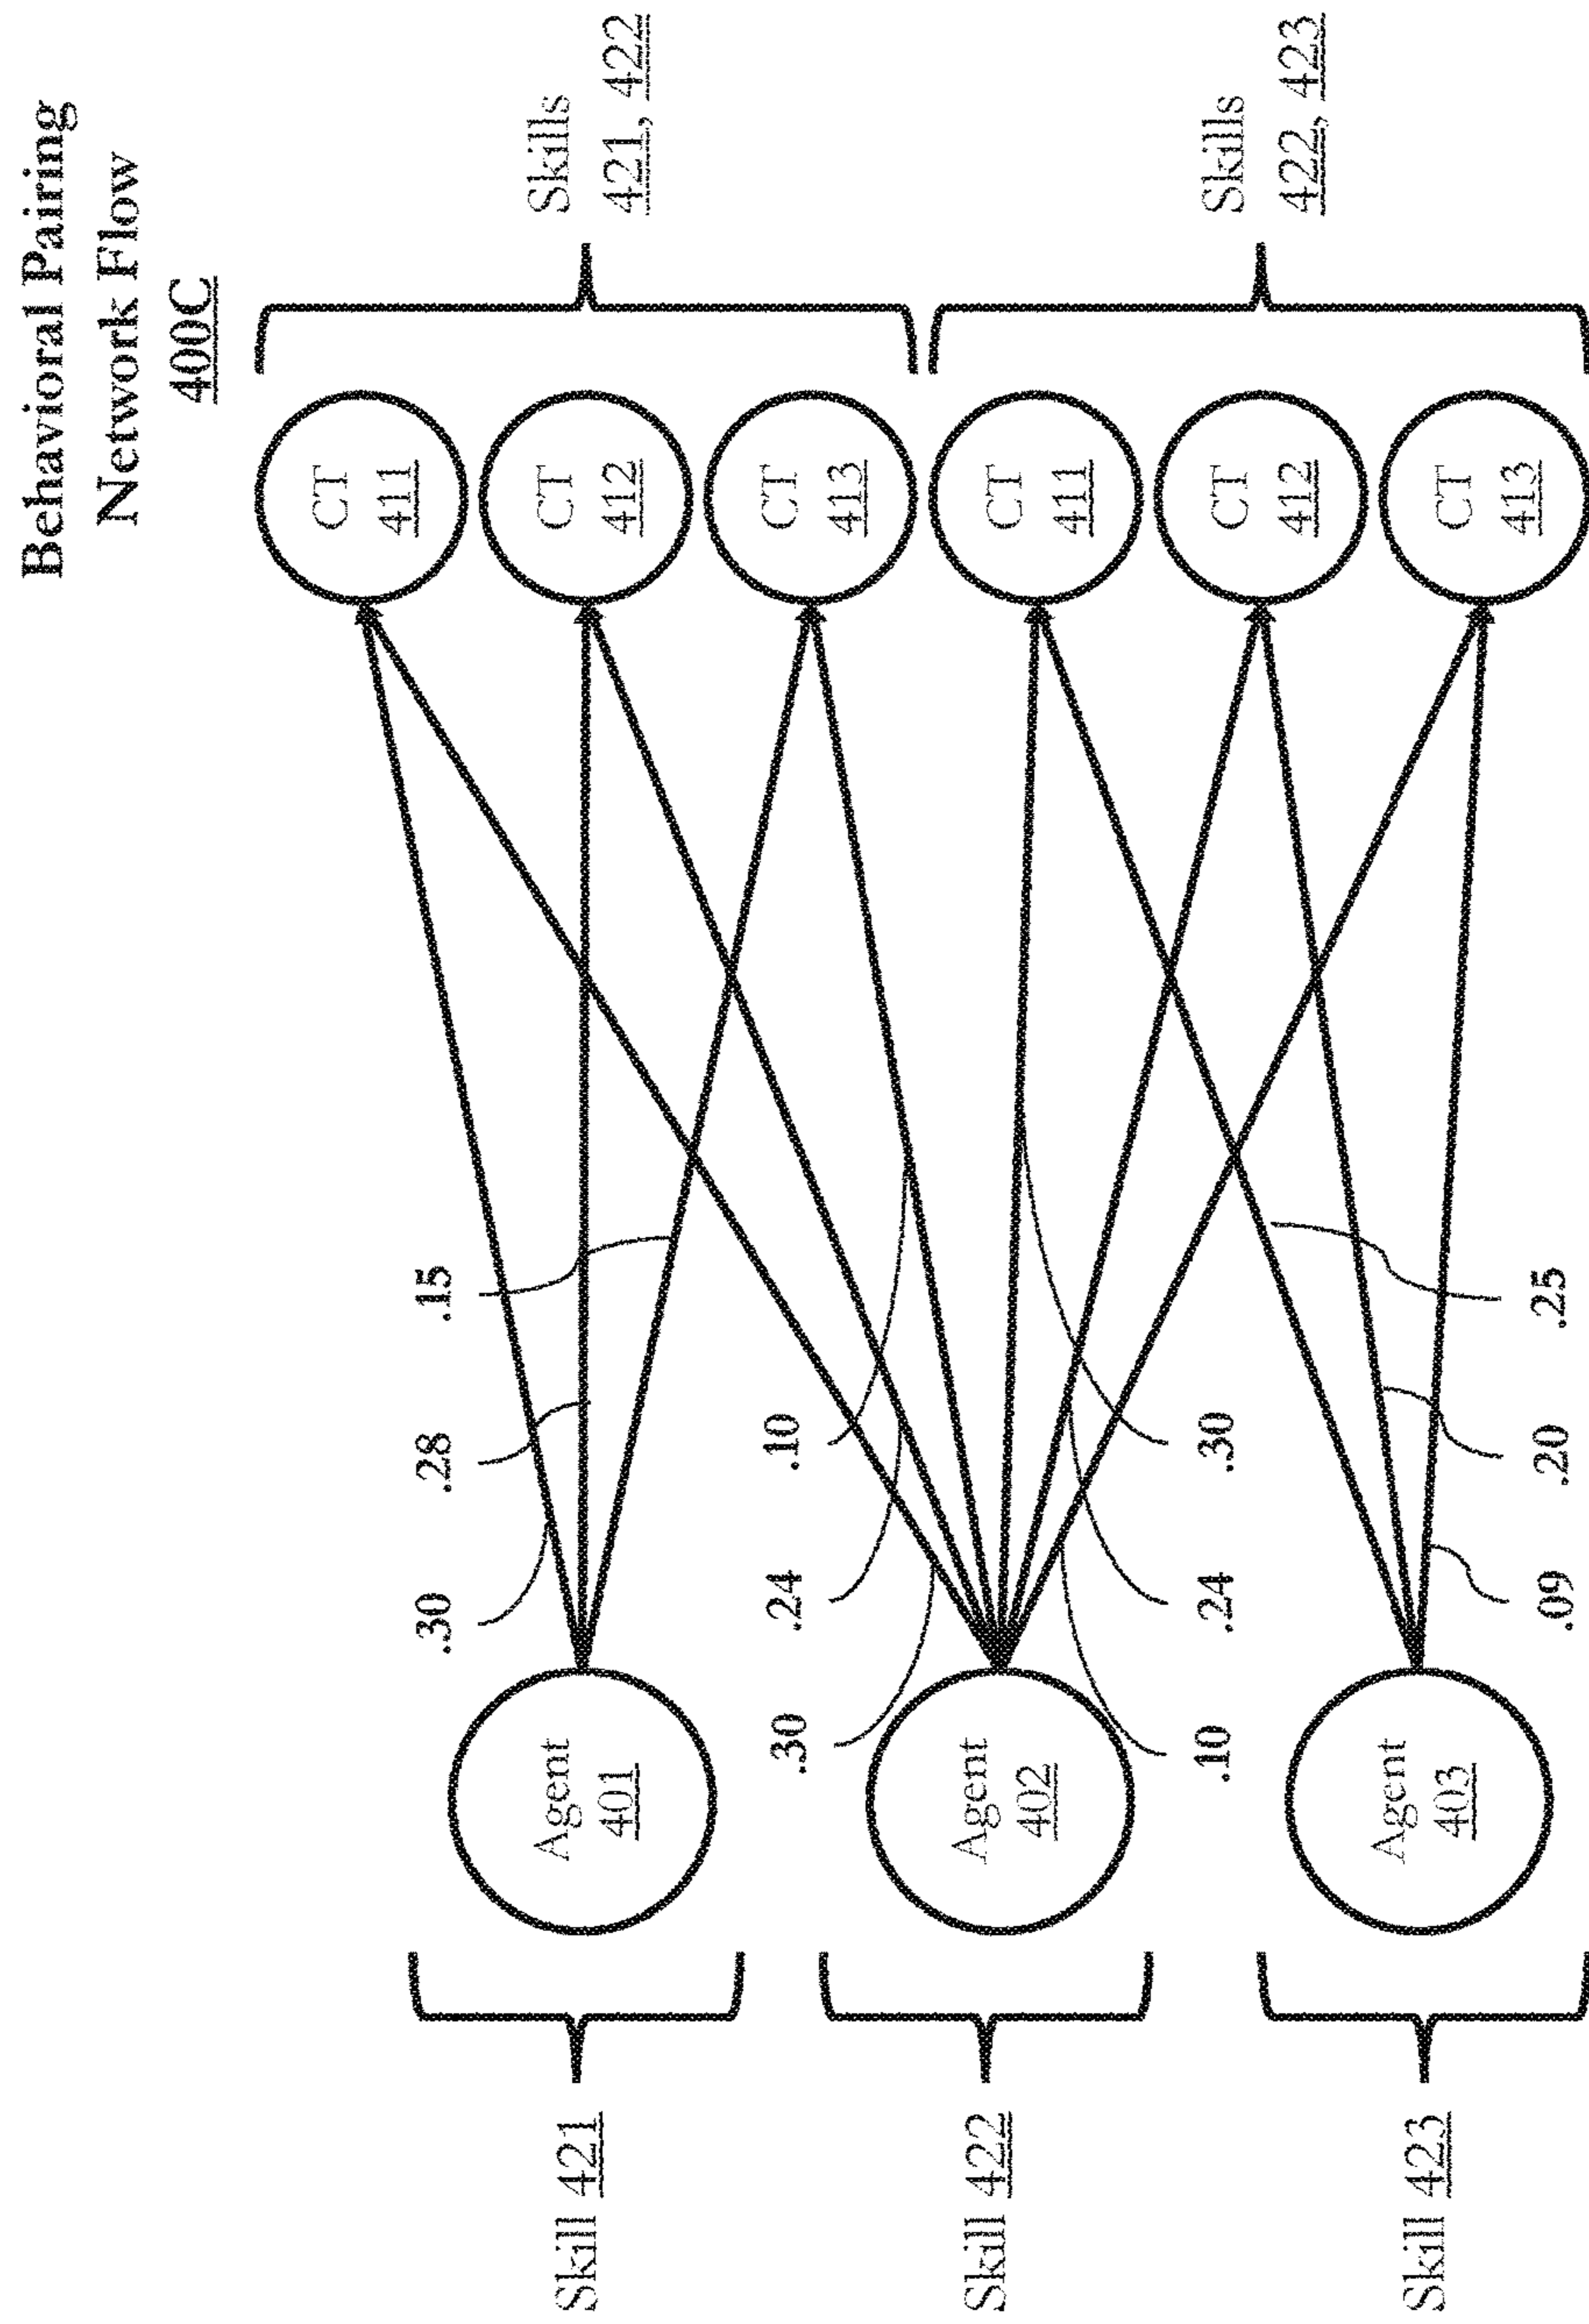 Behavioral Pairing
Network Flow
400C
Skill 421
Skill 422
Skill 423
Agent
401
Agent
402
Agent
403
.30
.28
.15
.30
.24
.10
.10
.24
.30
.09
.20
.25
CT
411
CT
412
CT
413
CT
411
CT
412
CT
413
Skills
421, 422
Skills
422, 423